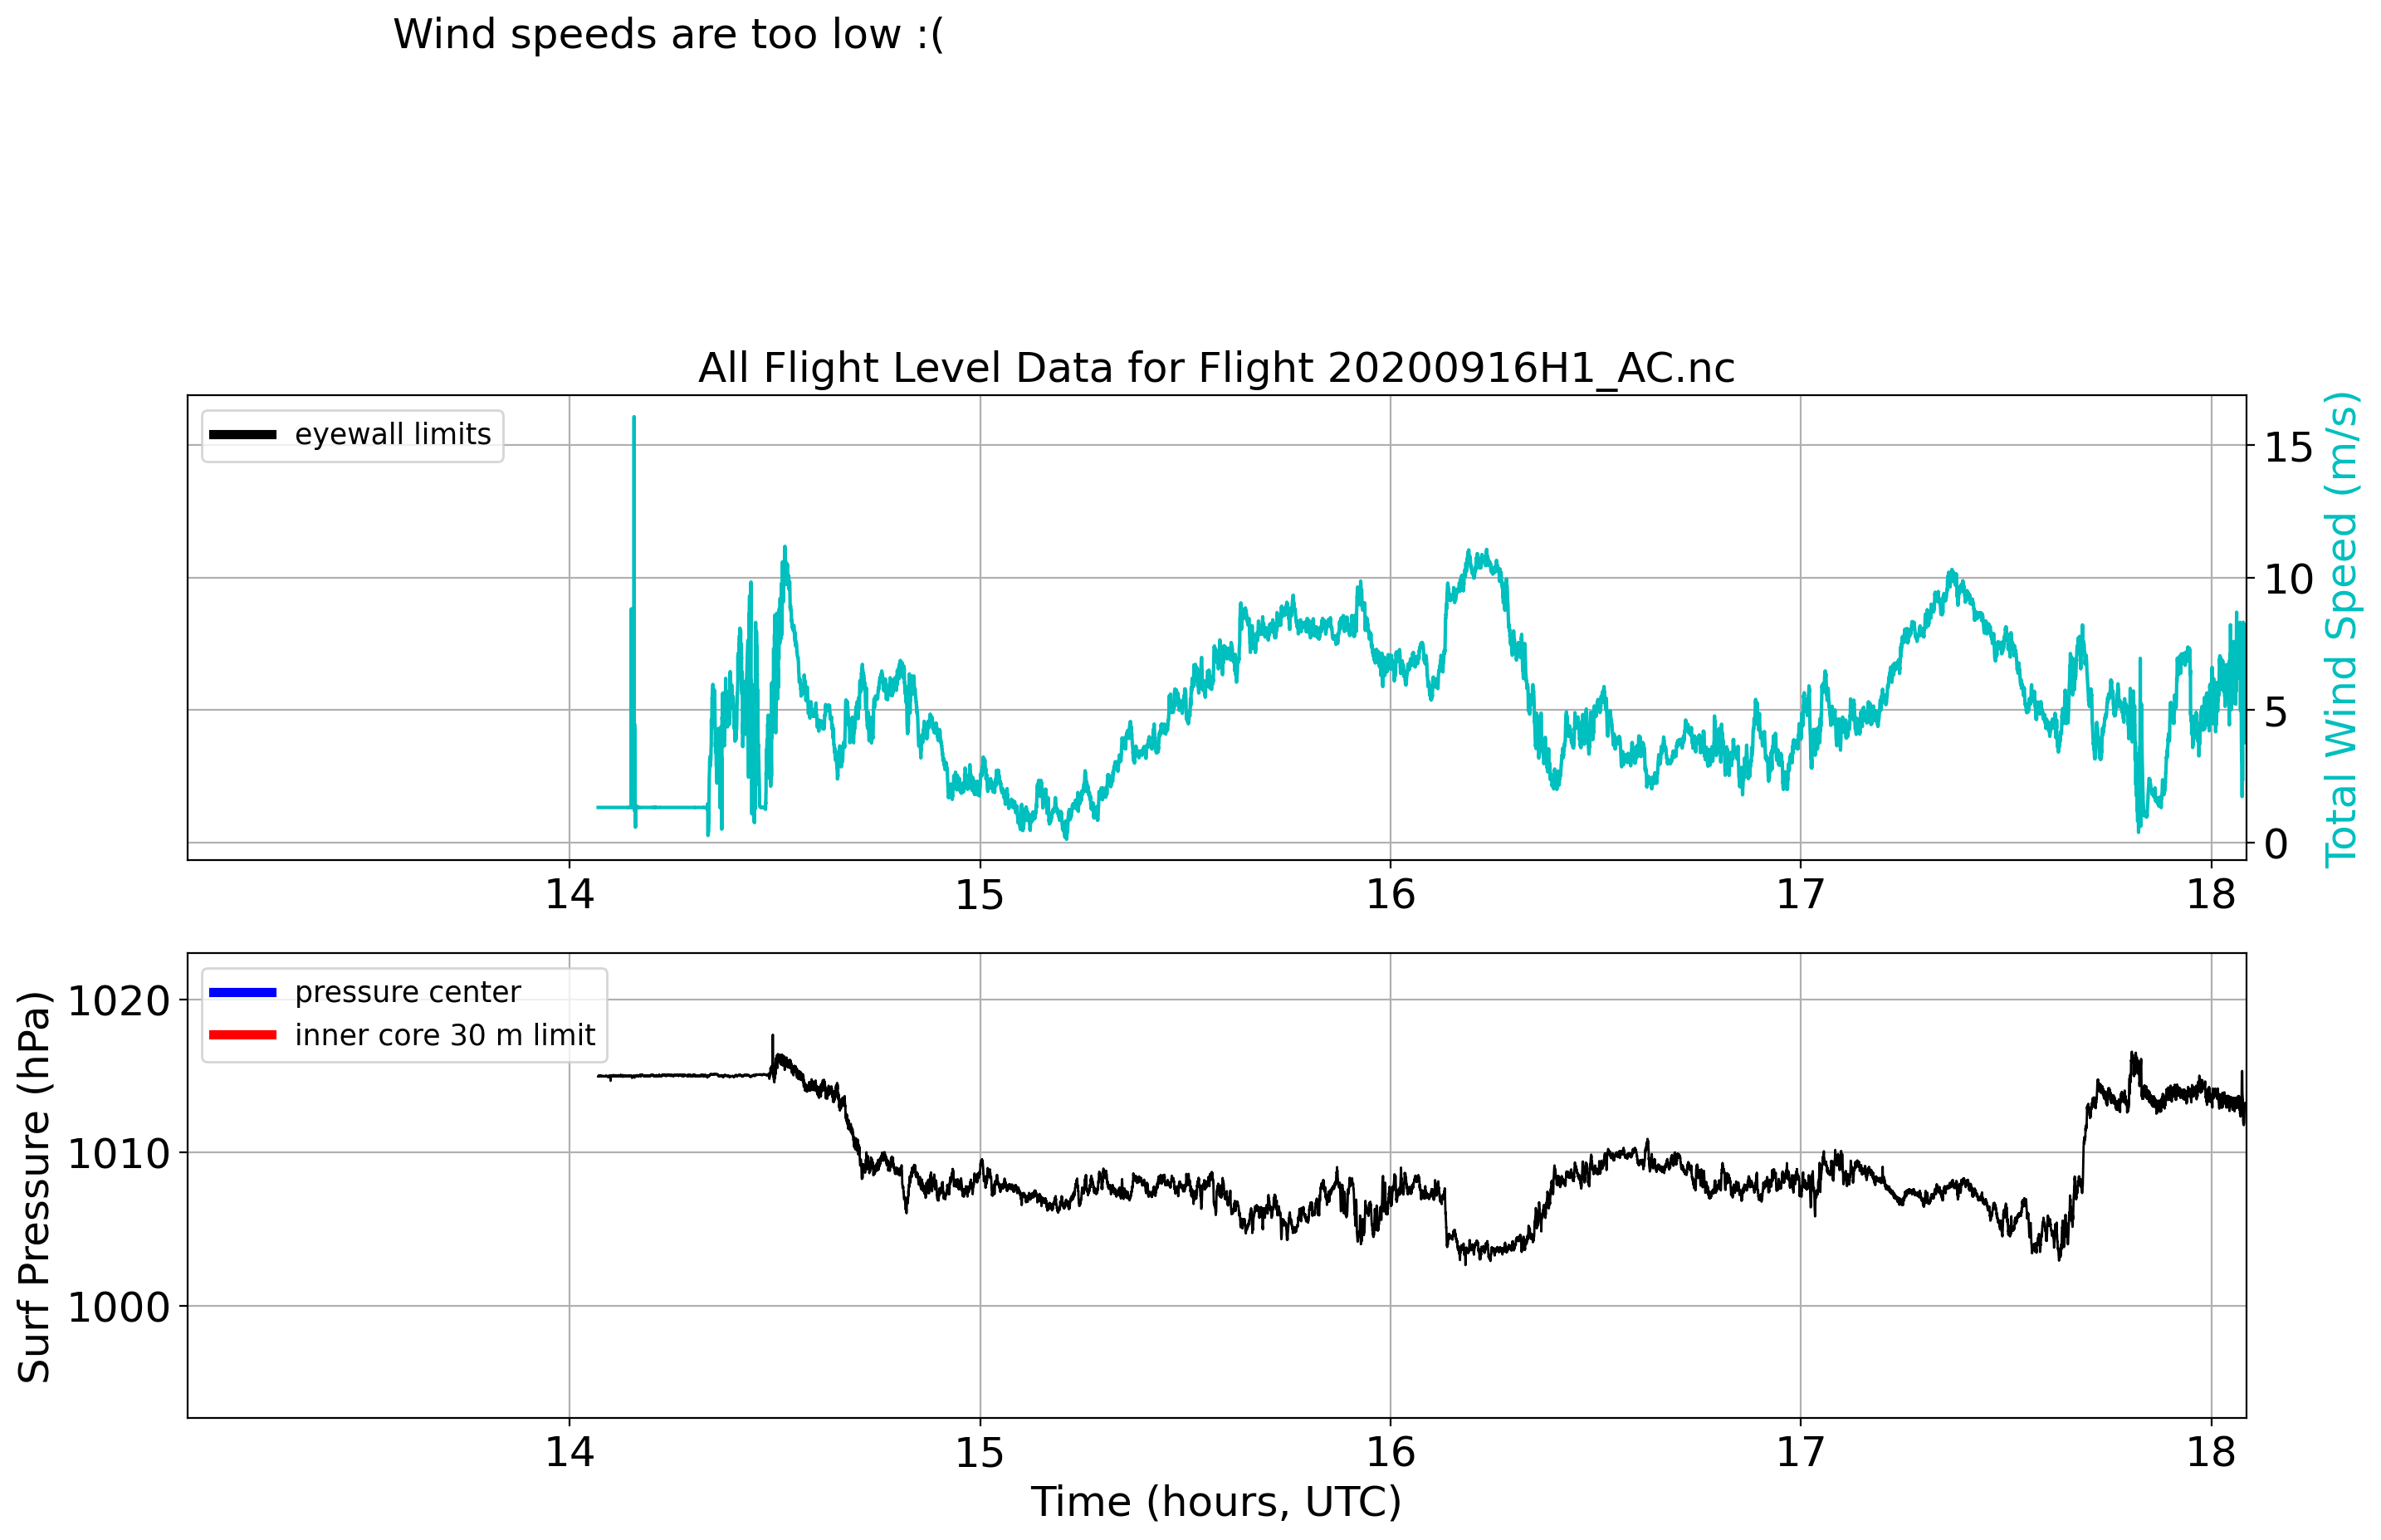 Wind speeds are too low :(
All Flight Level Data for Flight 20200916H1_AC.nc
eyewall limits
15
10
5
0
Total Wind Speed (m/s)
14 15 16 17 18
pressure center
inner core 30 m limit
1020
1010
1000
Surf Pressure (hPa)
14 15 16 17 18
Time (hours, UTC)